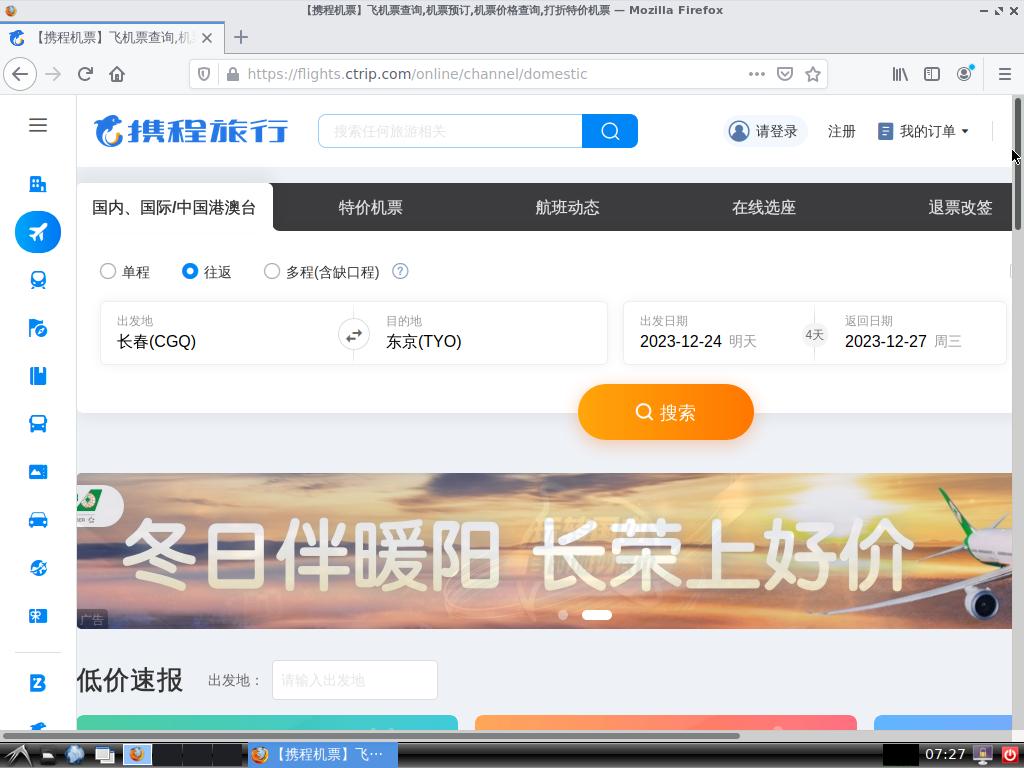 【携程机票】飞机票查询,机票预订,机票价格查询,打折特价机票 — Mozilla Firefox
【携程机票】飞机票查询,机
https://flights.ctrip.com/online/channel/domestic
携程旅行
搜索任何旅游相关
请登录
注册
我的订单
国内、国际/中国港澳台
特价机票
航班动态
在线选座
退票改签
单程
往返
多程(含缺口程)
?
出发地
长春(CGQ)
目的地
东京(TYO)
出发日期
2023-12-24 明天
4天
返回日期
2023-12-27 周三
搜索
冬日伴暖阳 长荣上好价
广告
低价速报
出发地：
请输入出发地
【携程机票】飞···
07:27